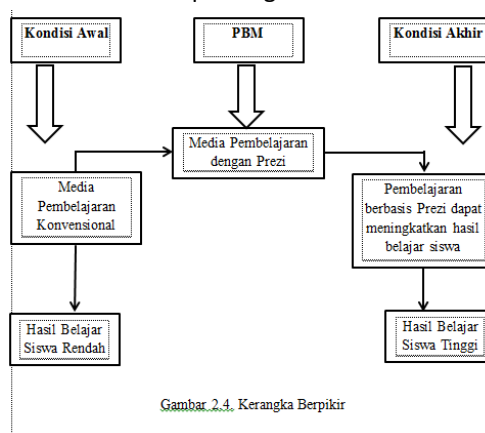 Kondisi Awal
PBM
Kondisi Akhir
Media Pembelajaran
dengan Prezi
Media
Pembelajaran
Konvensional
Pembelajaran
berbasis Prezi dapat
meningkatkan hasil
belajar siswa
Hasil Belajar
Siswa Rendah
Hasil Belajar
Siswa Tinggi
Gambar 2.4. Kerangka Berpikir